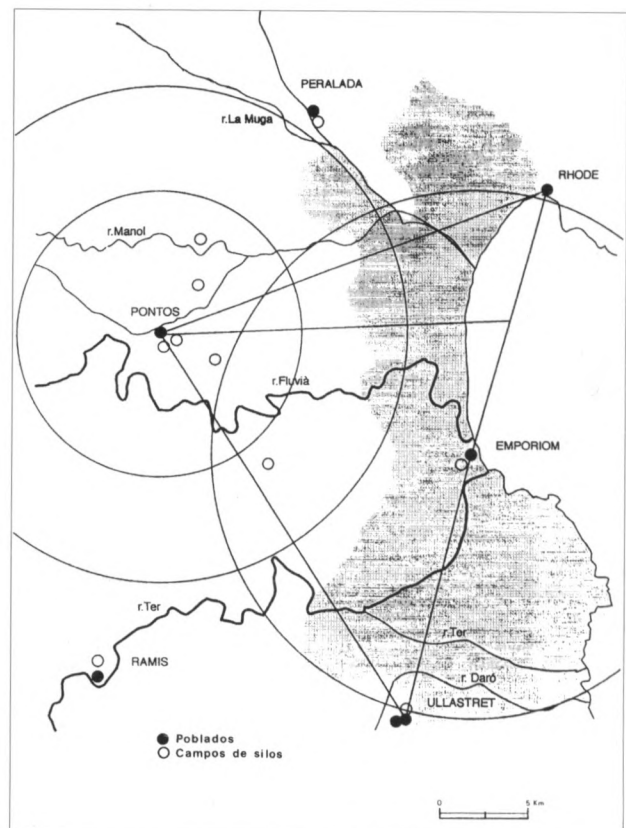 PERALADA
r.La Muga
RHODE
r.Manol
PONTOS
r.Fluvià
EMPORIOM
r.Ter
r.Ter
RAMIS
r. Daró
ULLASTRET
Poblados
Campos de silos
0 5 Km